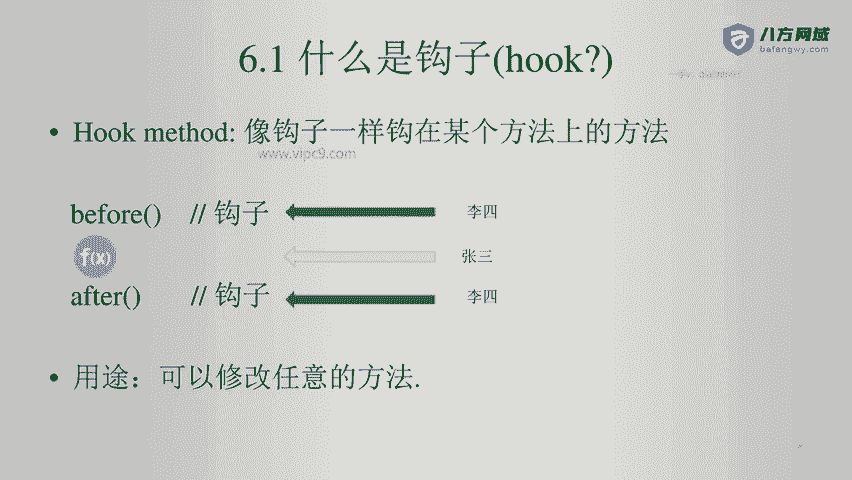 八方网域
bafangwy.com
6.1 什么是钩子(hook?)
• Hook method: 像钩子一样钩在某个方法上的方法
www.vipc9.com
before() // 钩子 李四
f(x) 张三
after() // 钩子 李四
• 用途：可以修改任意的方法.